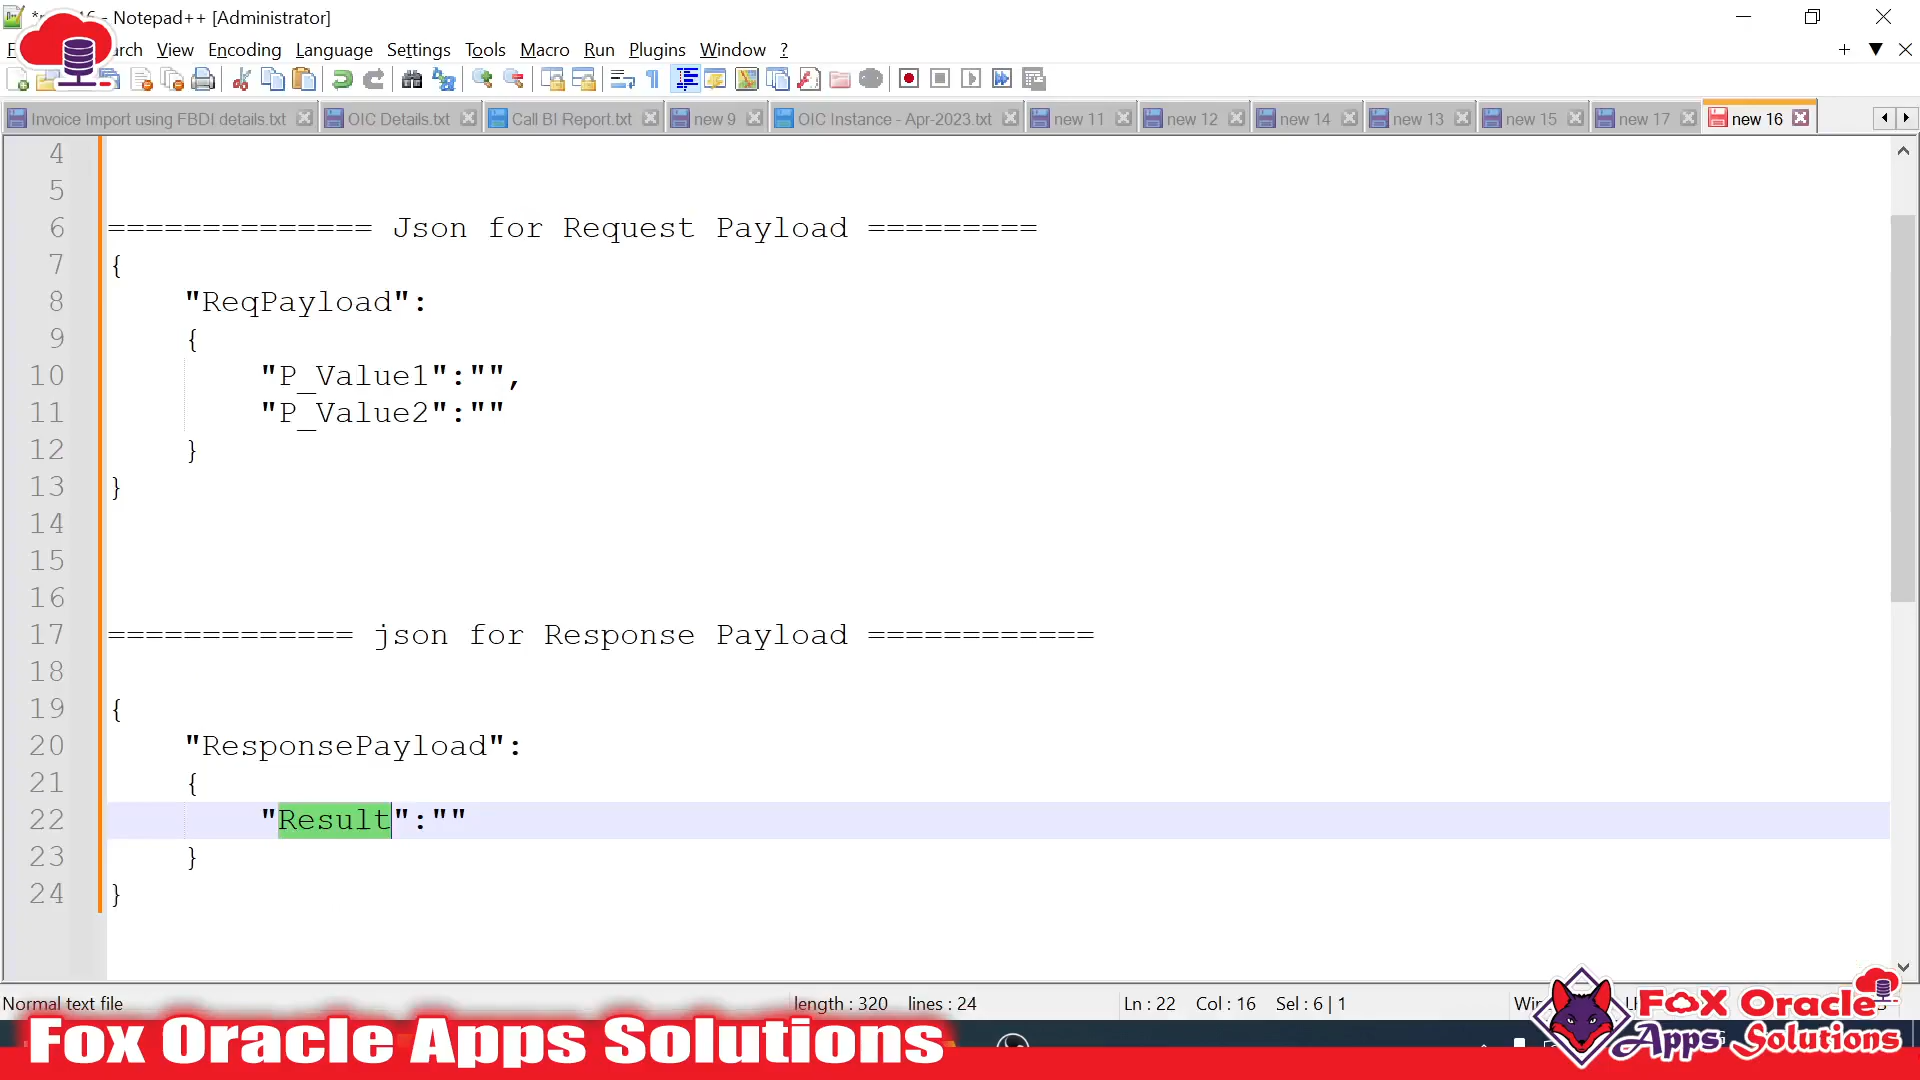 - Notepad++ [Administrator]
View Encoding Language Settings Tools Macro Run Plugins Window ?
Invoice Import using FBDI details.txt OIC Details.txt Call BI Report.txt new 9 OIC Instance - Apr-2023.txt new 11 new 12 new 14 new 13 new 15 new 17 new 16
4
5
6 ============== Json for Request Payload =========
7 {
8 "ReqPayload":
9 {
10 "P_Value1":"",
11 "P_Value2":""
12 }
13 }
14
15
16
17 ============= json for Response Payload ============
18
19 {
20 "ResponsePayload":
21 {
22 "Result":""
23 }
24 }
Normal text file length : 320 lines : 24 Ln : 22 Col : 16 Sel : 6 | 1
Fox Oracle Apps Solutions
Fox Oracle
Apps Solutions